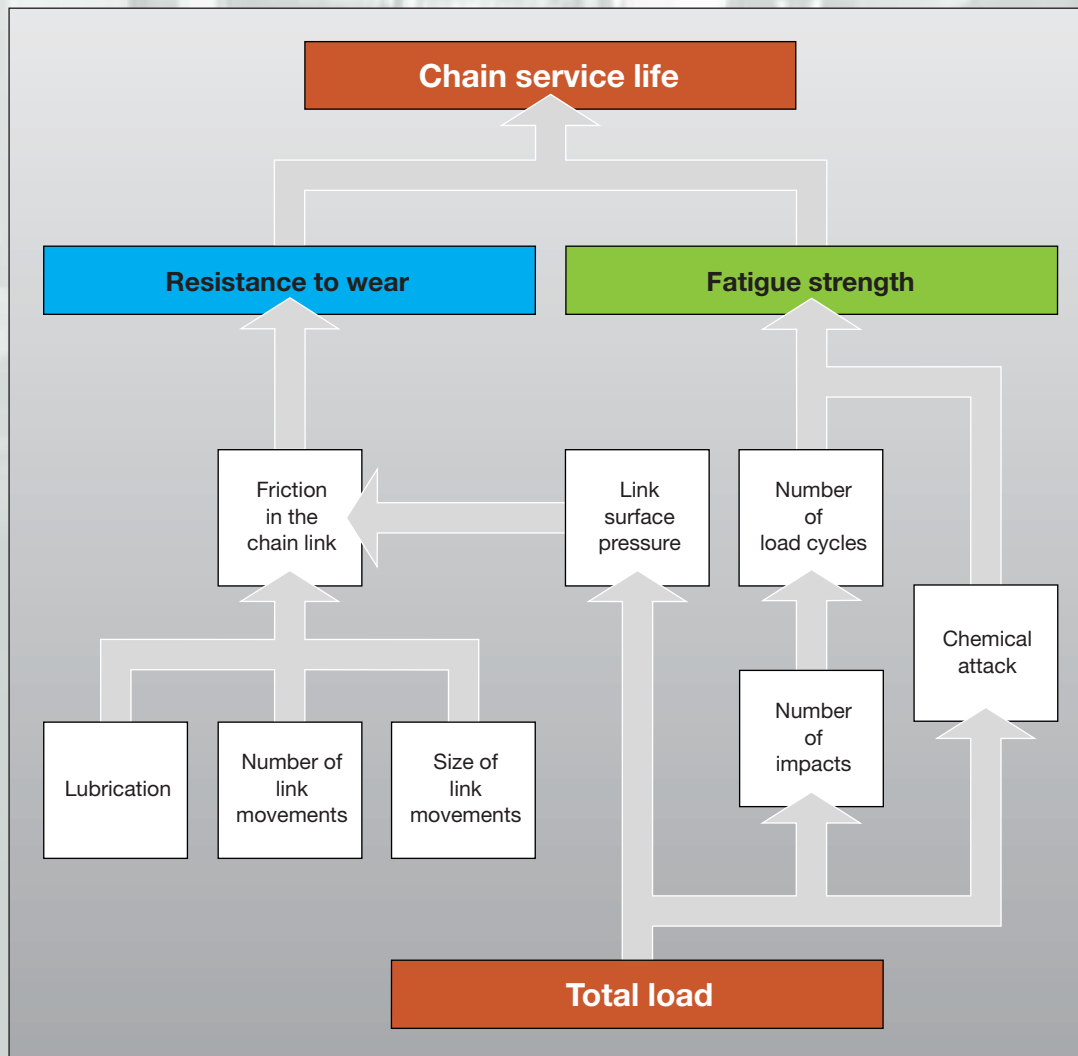 Chain service life
Resistance to wear
Fatigue strength
Friction
in the
chain link
Link
surface
pressure
Number
of
load cycles
Chemical
attack
Number
of
impacts
Lubrication
Number of
link
movements
Size of
link
movements
Total load